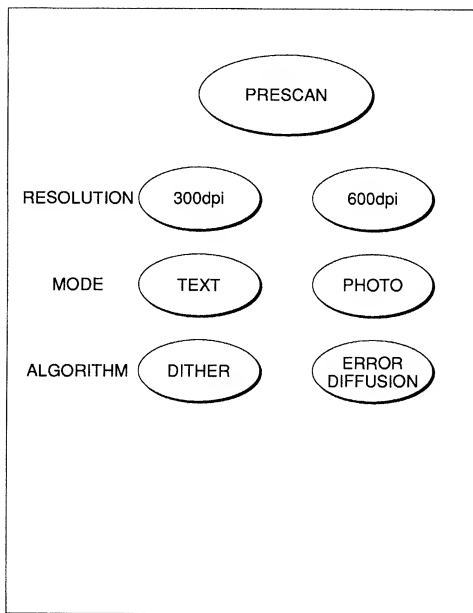 PRESCAN
RESOLUTION 300dpi 600dpi
MODE TEXT PHOTO
ALGORITHM DITHER ERROR
DIFFUSION